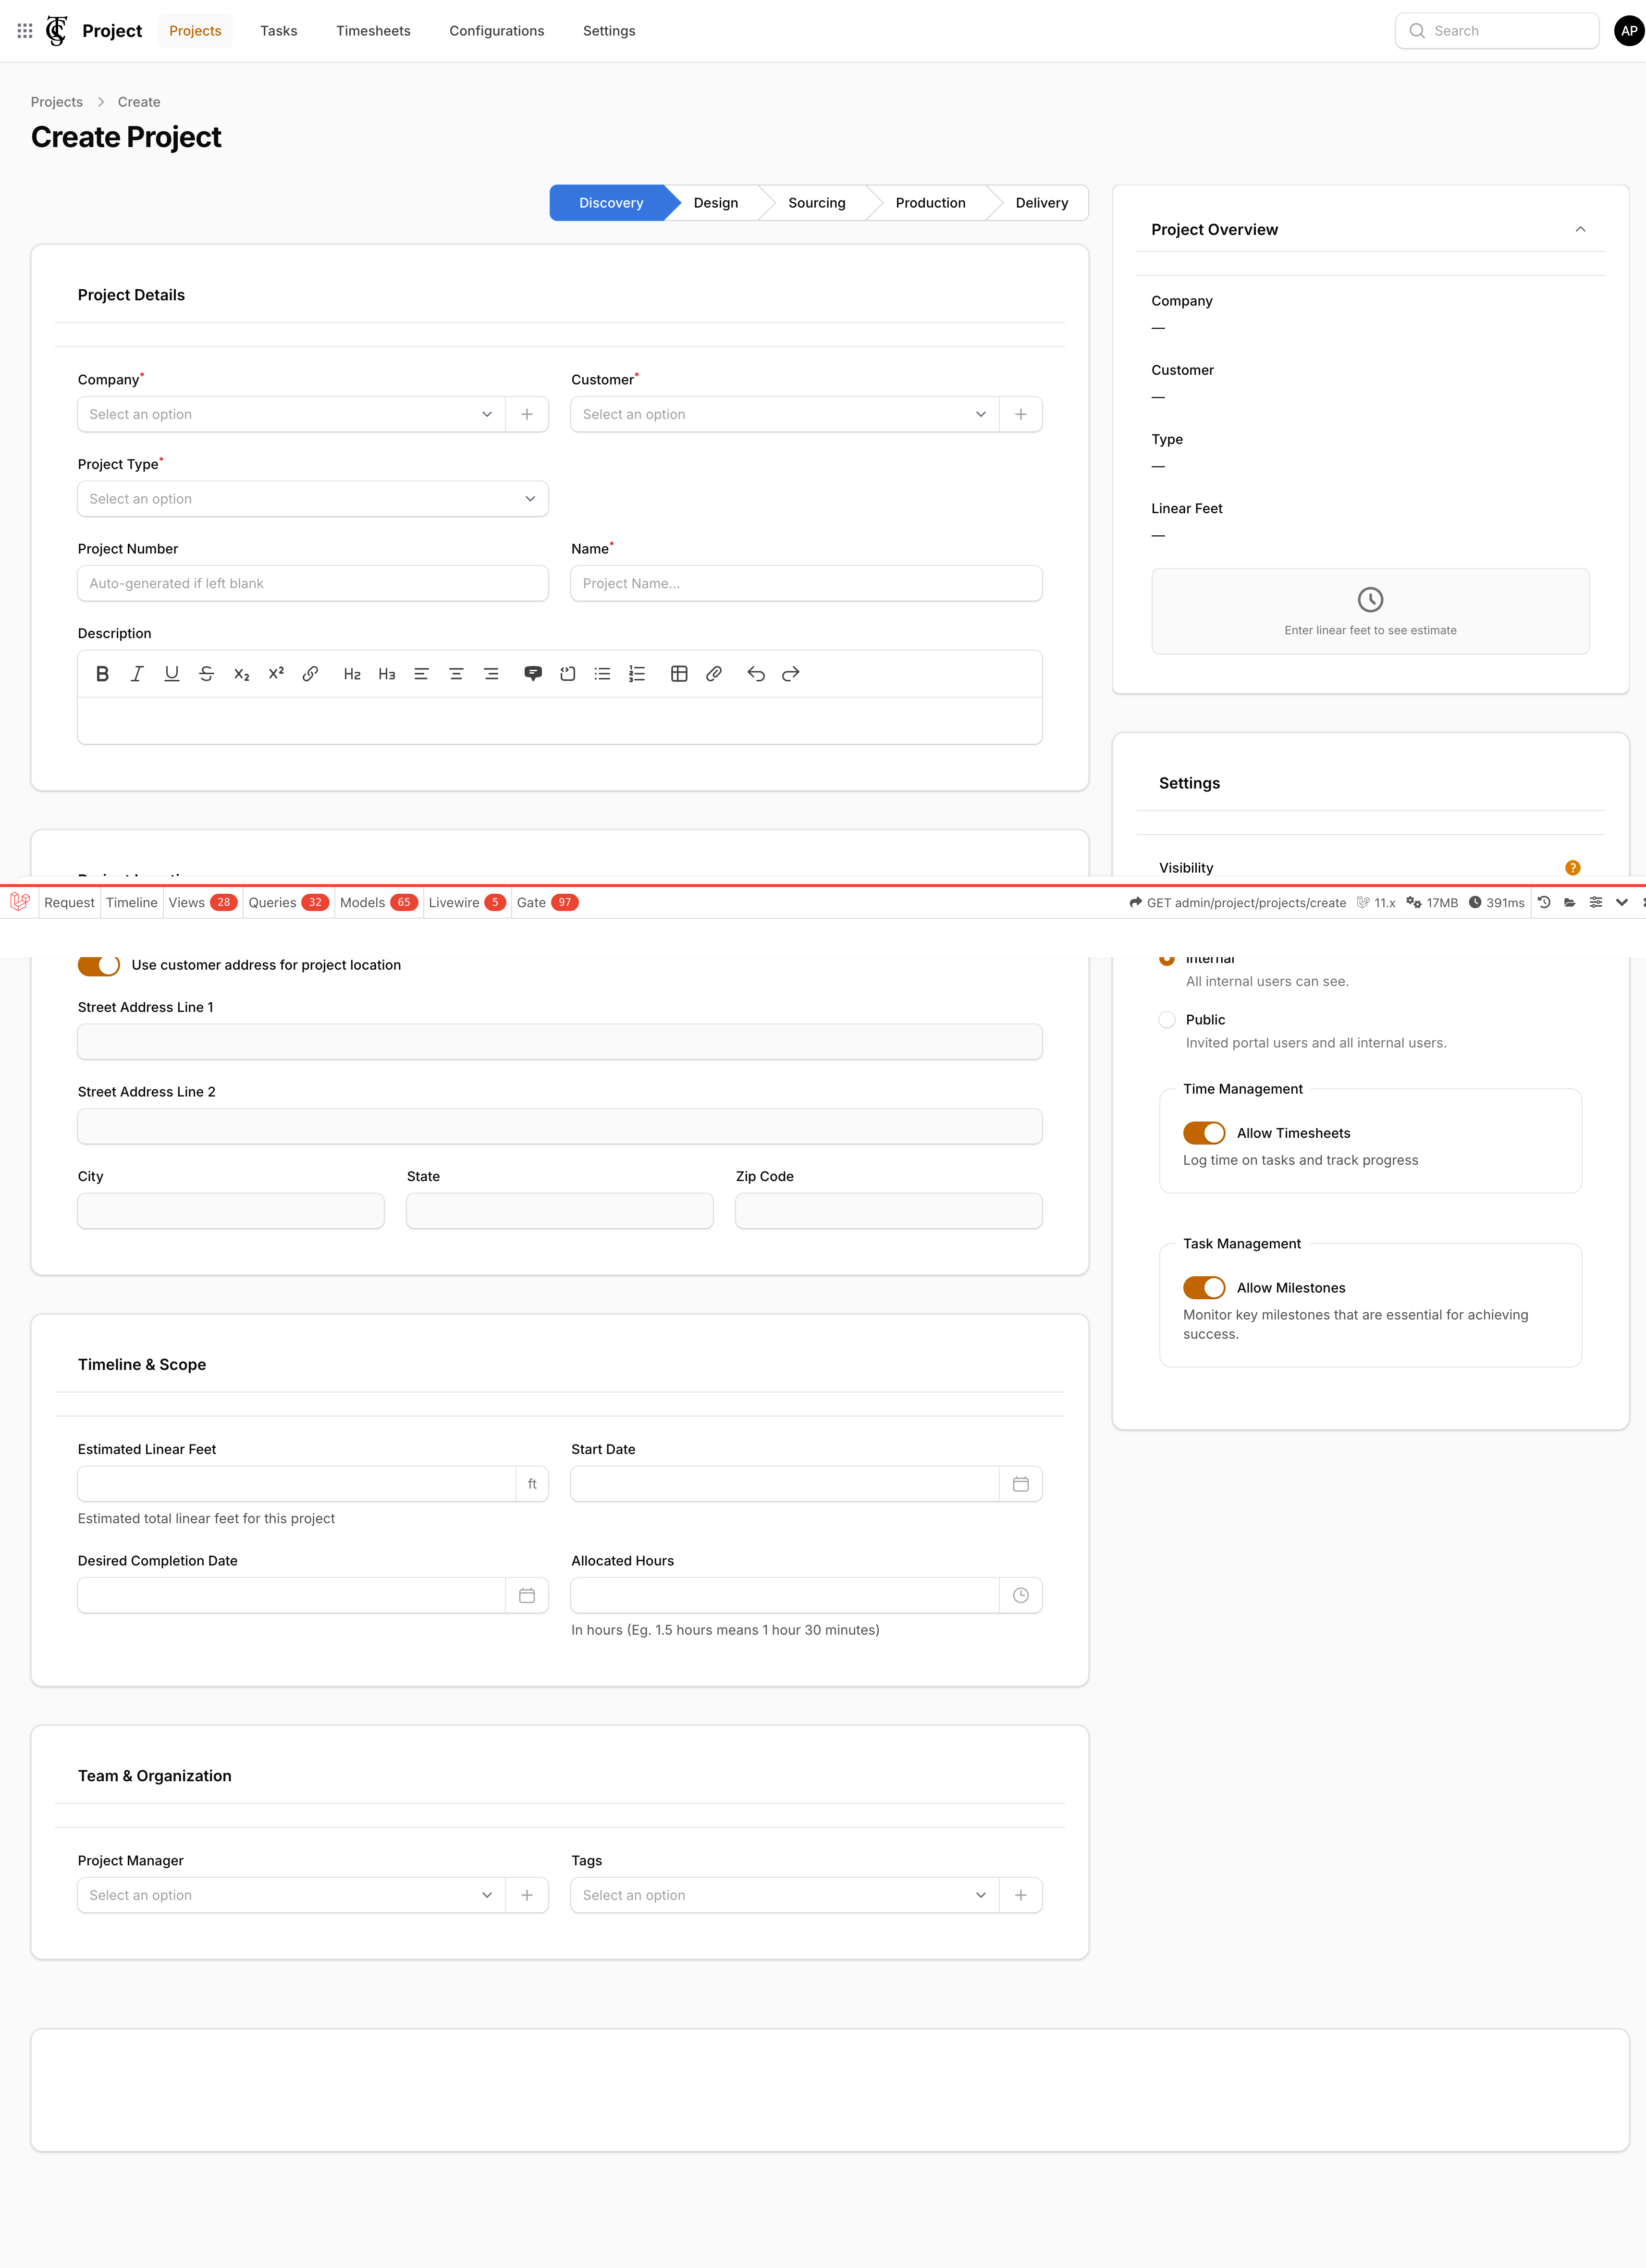 Project
Projects
Tasks
Timesheets
Configurations
Settings
Search
AP
Projects
Create
Create Project
Discovery
Design
Sourcing
Production
Delivery
Project Details
Company*
Customer*
Select an option
Select an option
Project Type*
Select an option
Project Number
Name*
Auto-generated if left blank
Project Name...
Description
H2
H3
Project Overview
Company
—
Customer
—
Type
—
Linear Feet
—
Enter linear feet to see estimate
Settings
Visibility
?
Request
Timeline
Views 28
Queries 32
Models 65
Livewire 5
Gate 97
GET admin/project/projects/create
11.x
17MB
391ms
Use customer address for project location
Street Address Line 1
Street Address Line 2
City
State
Zip Code
Internal
All internal users can see.
Public
Invited portal users and all internal users.
Time Management
Allow Timesheets
Log time on tasks and track progress
Task Management
Allow Milestones
Monitor key milestones that are essential for achieving
success.
Timeline & Scope
Estimated Linear Feet
Start Date
ft
Estimated total linear feet for this project
Desired Completion Date
Allocated Hours
In hours (Eg. 1.5 hours means 1 hour 30 minutes)
Team & Organization
Project Manager
Tags
Select an option
Select an option